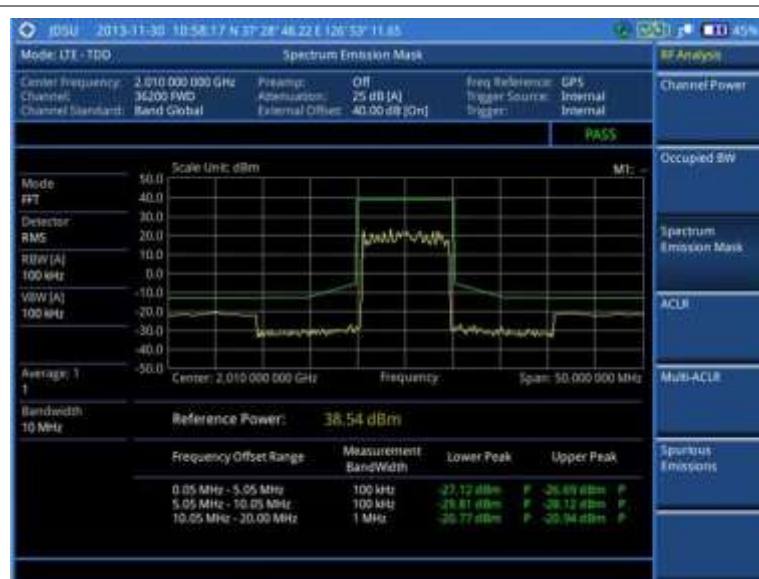 JDSU 2013-11-30 10:58:17 N 37° 28' 46.22 E 126° 53' 11.65 45%
Mode: LTE - TDD Spectrum Emission Mask RF Analysis
Center Frequency: 2.010 000 000 GHz Preamp: Off Freq Reference: GPS
Channel: 36200 FWD Attenuation: 25 dB [A] Trigger Source: Internal
Channel Standard: Band Global External Offset: 40.00 dB [On] Trigger: Internal
Channel Power
PASS
Occupied BW
Scale Unit: dBm M1: --
Mode
FFT
Detector
RMS
RBW [A]
100 kHz
VBW [A]
100 kHz
Average: 1
1
Bandwidth
10 MHz
50.0
40.0
30.0
20.0
10.0
0.0
-10.0
-20.0
-30.0
-40.0
-50.0
Center: 2.010 000 000 GHz Frequency Span: 50.000 000 MHz
Spectrum
Emission Mask
ACLR
Multi-ACLR
Spurious
Emissions
Reference Power: 38.54 dBm
Frequency Offset Range Measurement BandWidth Lower Peak Upper Peak
0.05 MHz - 5.05 MHz 100 kHz -27.12 dBm P -26.69 dBm P
5.05 MHz - 10.05 MHz 100 kHz -29.81 dBm P -28.12 dBm P
10.05 MHz - 20.00 MHz 1 MHz -20.77 dBm P -20.94 dBm P